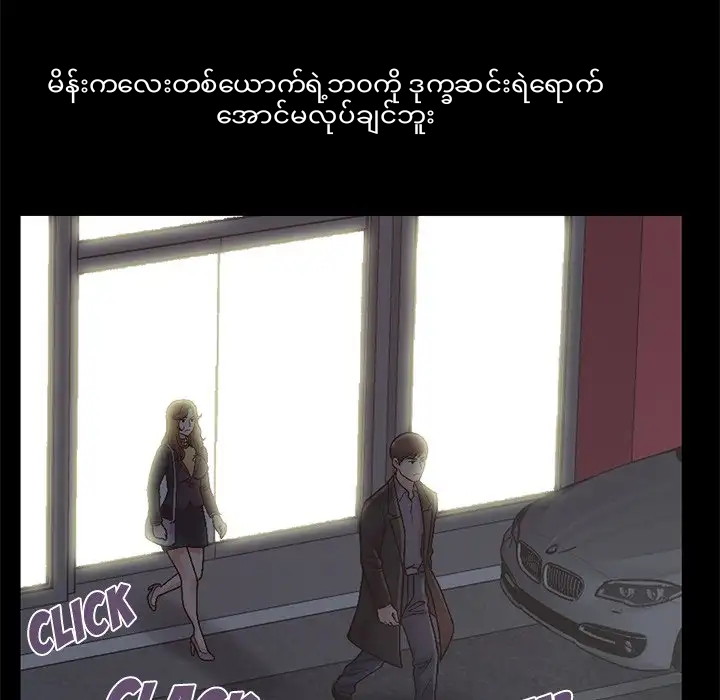 မိန်းကလေးတစ်ယောက်ရဲ့ဘဝကို ဒုက္ခဆင်းရဲရောက်
အောင်မလုပ်ချင်ဘူး
CLICK
CLACK